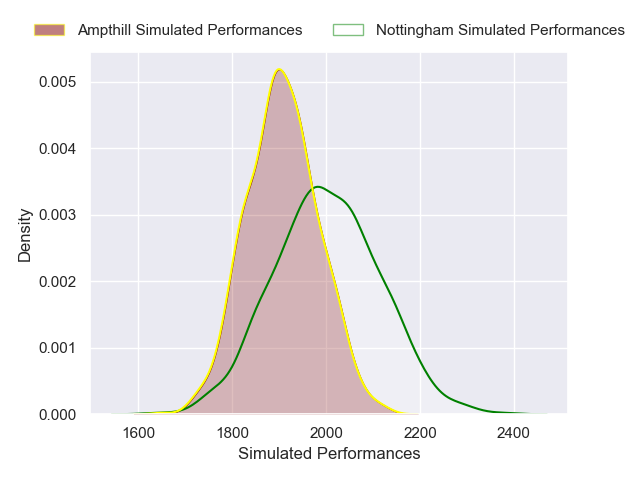 Ampthill Simulated Performances Nottingham Simulated Performances
0.005
0.004
0.003
0.002
0.001
0.000
Density
1600 1800 2000 2200 2400
Simulated Performances